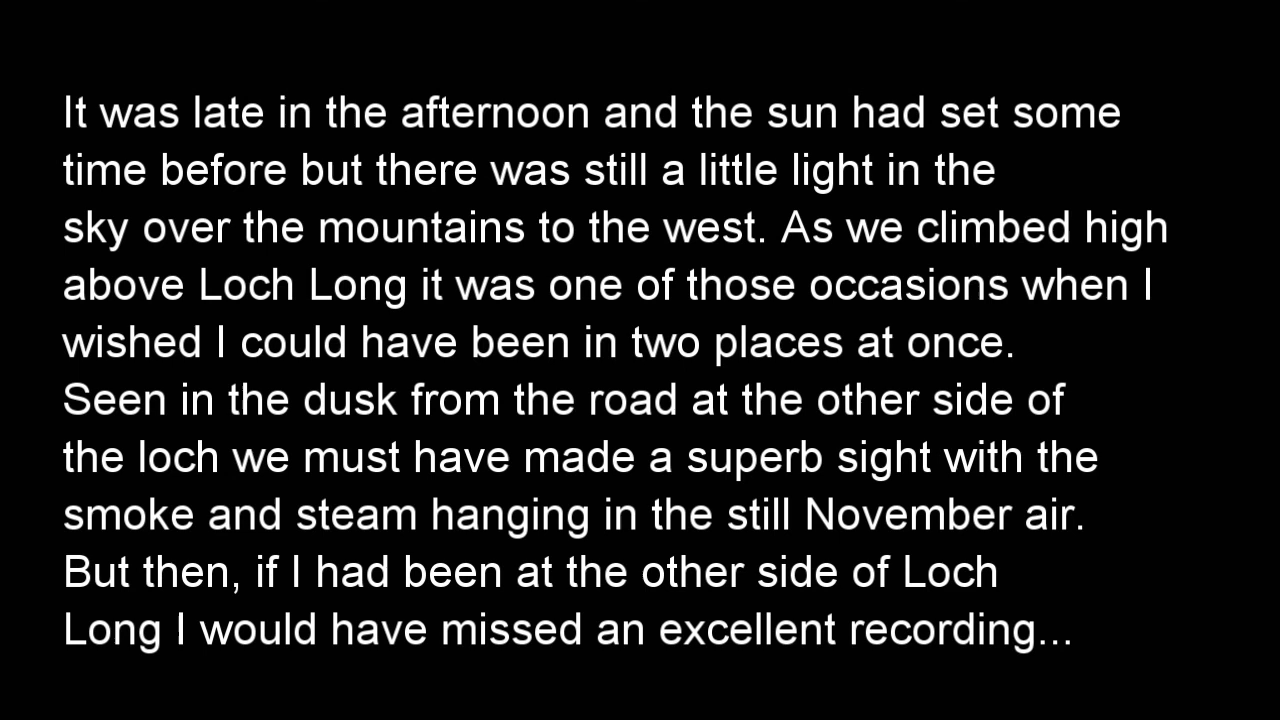 It was late in the afternoon and the sun had set some
time before but there was still a little light in the
sky over the mountains to the west. As we climbed high
above Loch Long it was one of those occasions when I
wished I could have been in two places at once.
Seen in the dusk from the road at the other side of
the loch we must have made a superb sight with the
smoke and steam hanging in the still November air.
But then, if I had been at the other side of Loch
Long I would have missed an excellent recording...